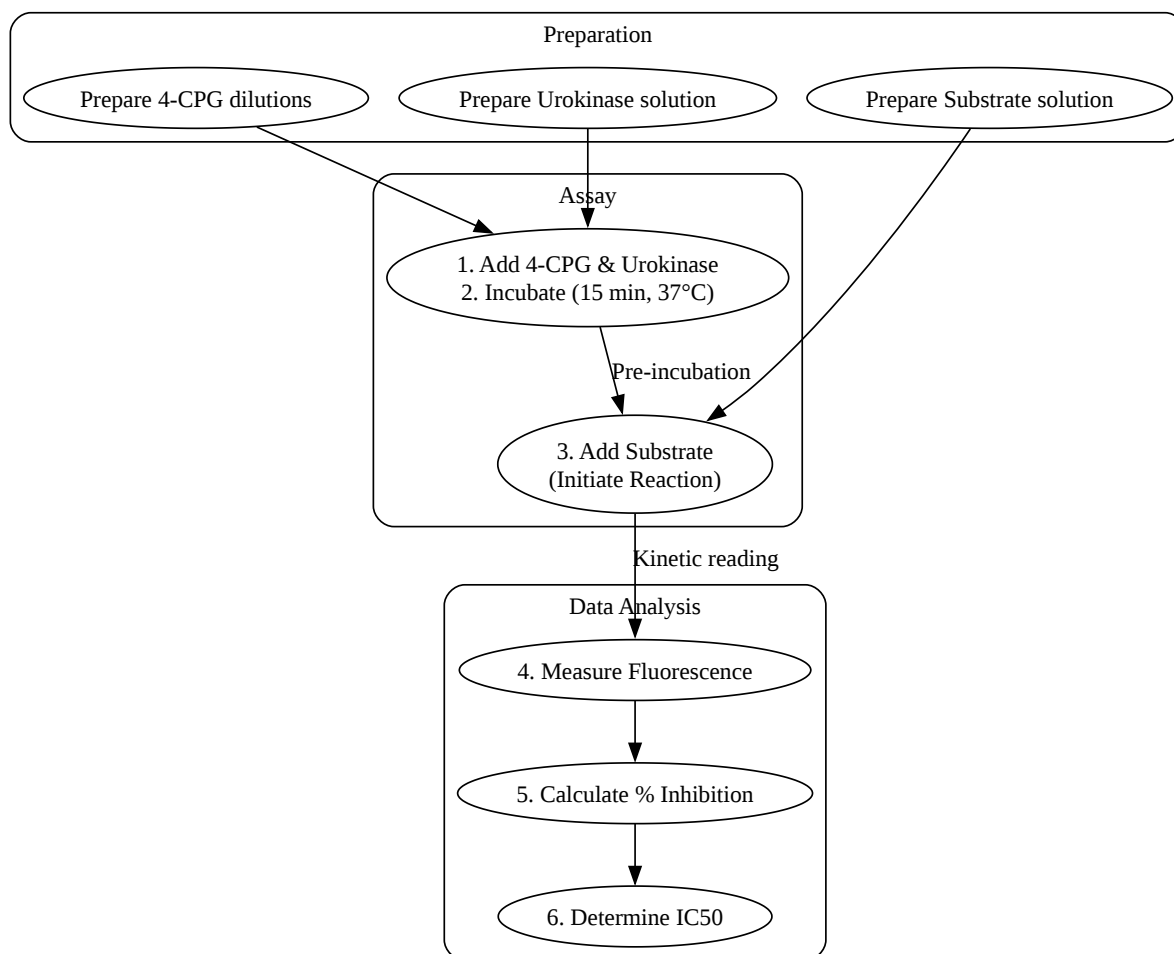 Preparation
Prepare 4-CPG dilutions
Prepare Urokinase solution
Prepare Substrate solution
Assay
1. Add 4-CPG & Urokinase
2. Incubate (15 min, 37°C)
Pre-incubation
3. Add Substrate
(Initiate Reaction)
Kinetic reading
Data Analysis
4. Measure Fluorescence
5. Calculate % Inhibition
6. Determine IC50